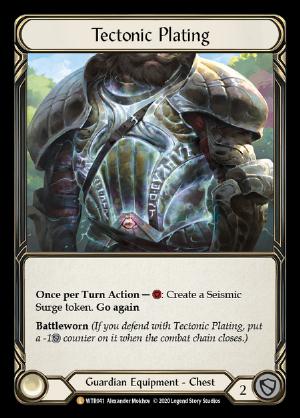 Tectonic Plating
Once per Turn Action — : Create a Seismic
Surge token. Go again
Battleworn (If you defend with Tectonic Plating, put
a -1 counter on it when the combat chain closes.)
Guardian Equipment - Chest
2
L WTR041 Alexander Mokhov © 2020 Legend Story Studios